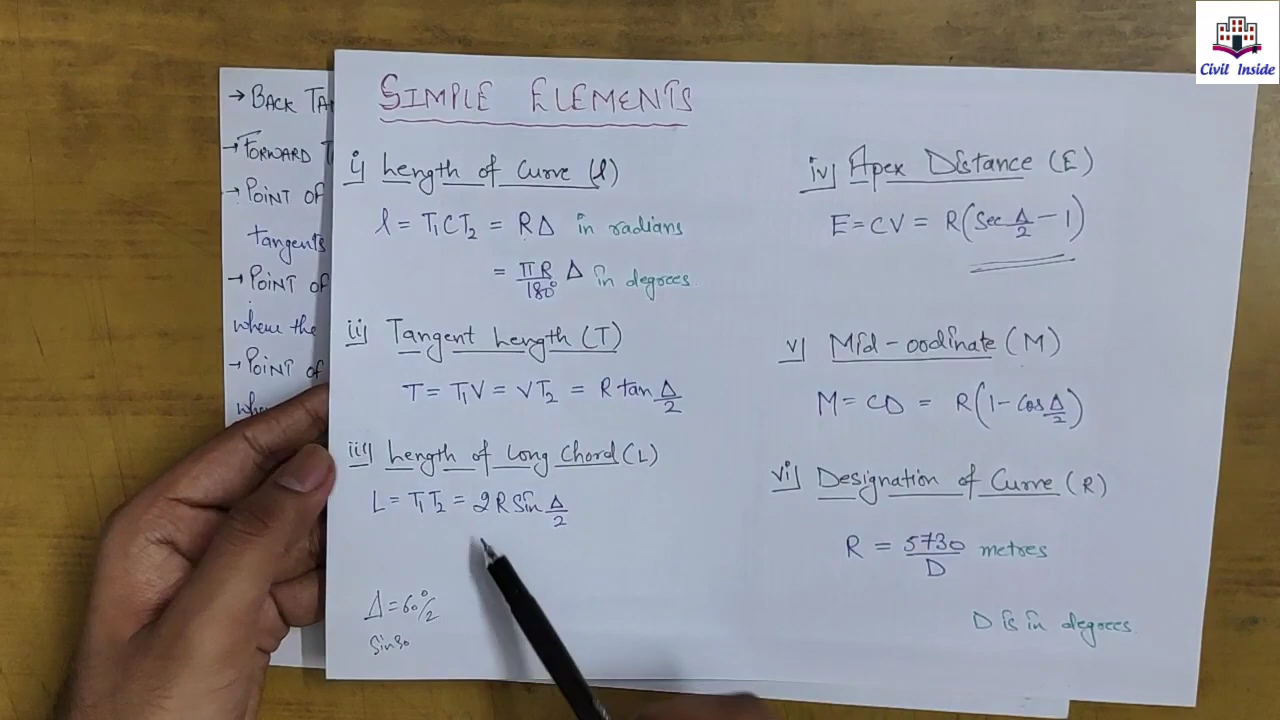 Civil Inside
→ BACK TA
→ FORWARD T
→ POINT OF
tangents
→ POINT OF
where the
→ POINT OF
SIMPLE ELEMENTS
i) Length of Curve (l)
l = T₁CT₂ = RΔ in radians
= πR/180° Δ in degrees
ii) Tangent Length (T)
T = T₁V = VT₂ = R tan Δ/2
iii) Length of Long Chord (L)
L = T₁T₂ = 2R Sin Δ/2
Δ = 60°/2
Sin 30
iv) Apex Distance (E)
E = CV = R(Sec Δ/2 - 1)
v) Mid-oodinate (M)
M = CD = R(1 - Cos Δ/2)
vi) Designation of Curve (R)
R = 5730/D metres
D is in degrees.